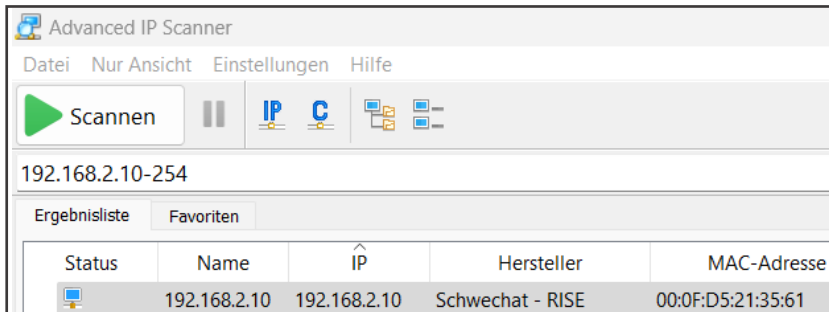 Advanced IP Scanner
Datei Nur Ansicht Einstellungen Hilfe
Scannen IP C
192.168.2.10-254
Ergebnisliste Favoriten
Status Name IP Hersteller MAC-Adresse
192.168.2.10 192.168.2.10 Schwechat - RISE 00:0F:D5:21:35:61